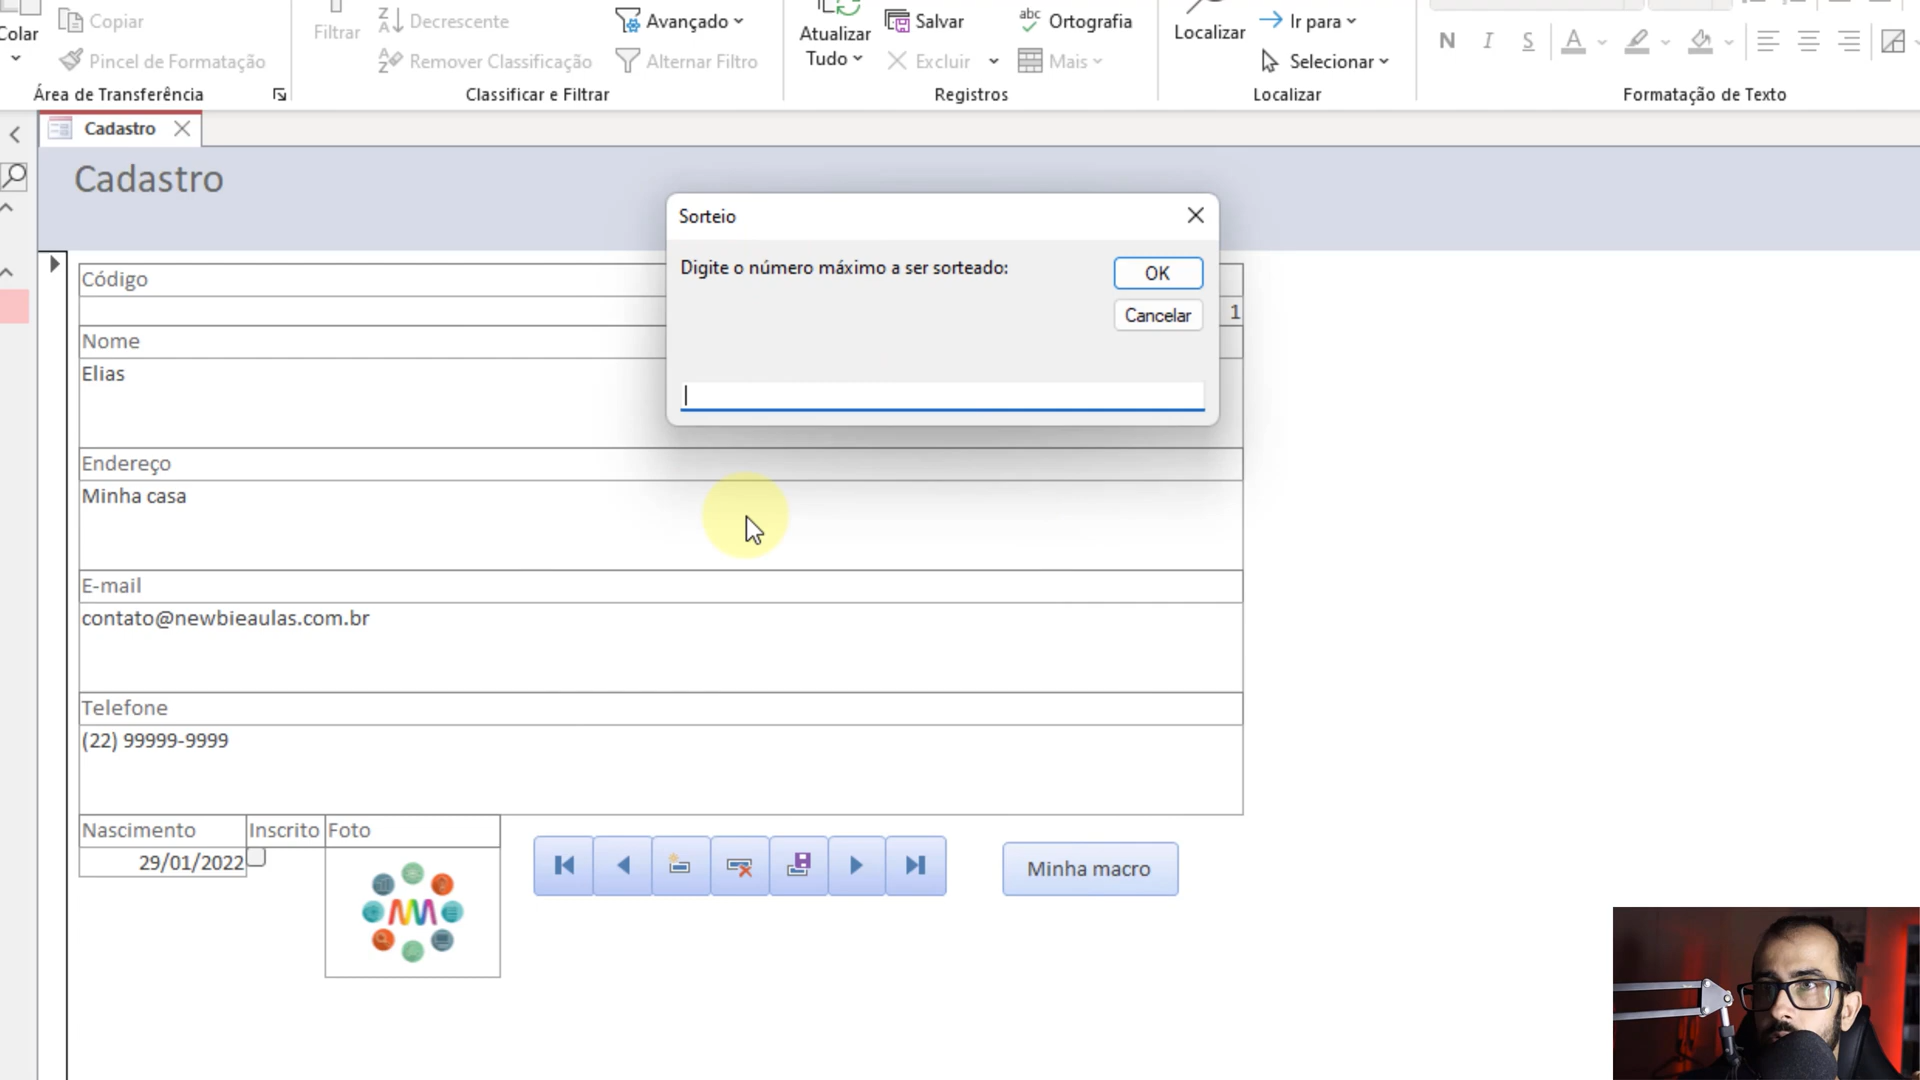 Colar
Copiar
Pincel de Formatação
Área de Transferência
Filtrar
Decrescente
Remover Classificação
Avançado
Alternar Filtro
Classificar e Filtrar
Atualizar
Tudo
Salvar
Excluir
Ortografia
Mais
Registros
Localizar
Ir para
Selecionar
Localizar
N I S A
Formatação de Texto
Cadastro
Cadastro
Sorteio
Digite o número máximo a ser sorteado:
OK
Cancelar
Código
1
Nome
Elias
Endereço
Minha casa
E-mail
contato@newbieaulas.com.br
Telefone
(22) 99999-9999
Nascimento Inscrito Foto
29/01/2022
Minha macro